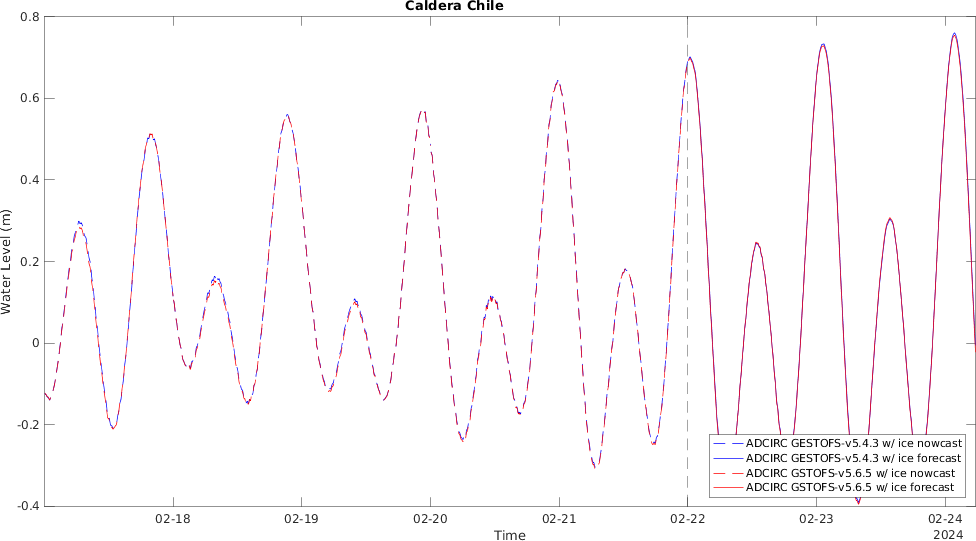 Caldera Chile
0.8
0.6
0.4
0.2
0
-0.2
-0.4
Water Level (m)
ADCIRC GESTOFS-v5.4.3 w/ ice nowcast
ADCIRC GESTOFS-v5.4.3 w/ ice forecast
ADCIRC GSTOFS-v5.6.5 w/ ice nowcast
ADCIRC GSTOFS-v5.6.5 w/ ice forecast
02-18 02-19 02-20 02-21 02-22 02-23 02-24
Time 2024